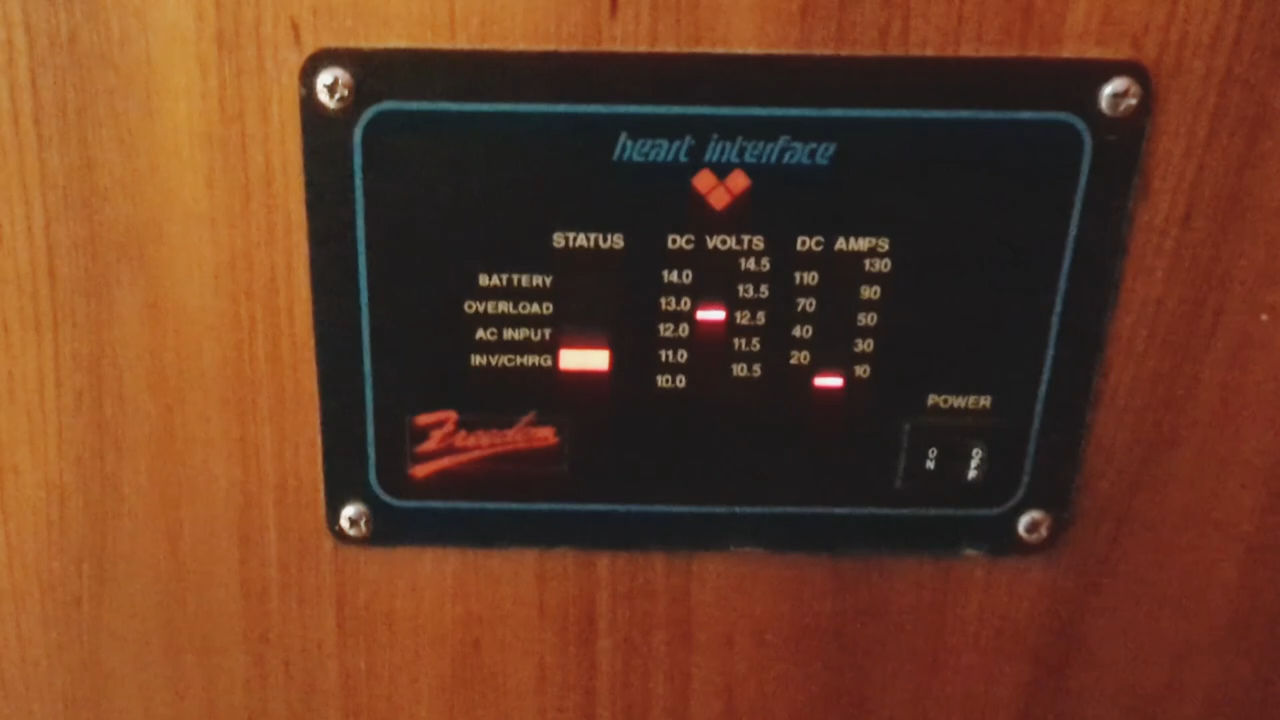 heart interface
STATUS DC VOLTS DC AMPS
14.5 130
BATTERY 14.0 110
13.5 90
OVERLOAD 13.0 70
12.5 50
AC INPUT 12.0 40
11.5 30
INV/CHRG 11.0 20
10.5 10
10.0
POWER
Freedom
ON OFF